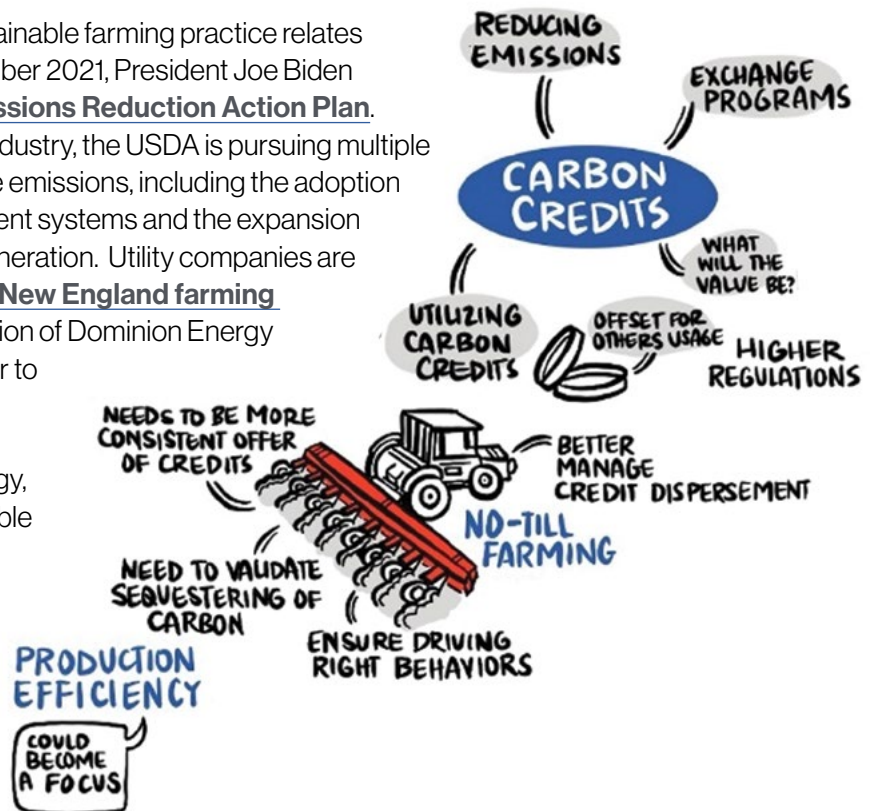 ainable farming practice relates
ber 2021, President Joe Biden
ssions Reduction Action Plan.
dustry, the USDA is pursuing multiple
e emissions, including the adoption
ent systems and the expansion
neration.  Utility companies are
New England farming
ion of Dominion Energy
r to
gy,
ble
REDUCING
EMISSIONS
EXCHANGE
PROGRAMS
CARBON
CREDITS
WHAT
WILL THE
VALUE BE?
UTILIZING
CARBON
CREDITS
OFFSET FOR
OTHERS USAGE
HIGHER
REGULATIONS
NEEDS TO BE MORE
CONSISTENT OFFER
OF CREDITS
BETTER
MANAGE
CREDIT DISPERSEMENT
NO-TILL
FARMING
NEED TO VALIDATE
SEQUESTERING OF
CARBON
ENSURE DRIVING
RIGHT BEHAVIORS
PRODUCTION
EFFICIENCY
COULD
BECOME
A FOCUS